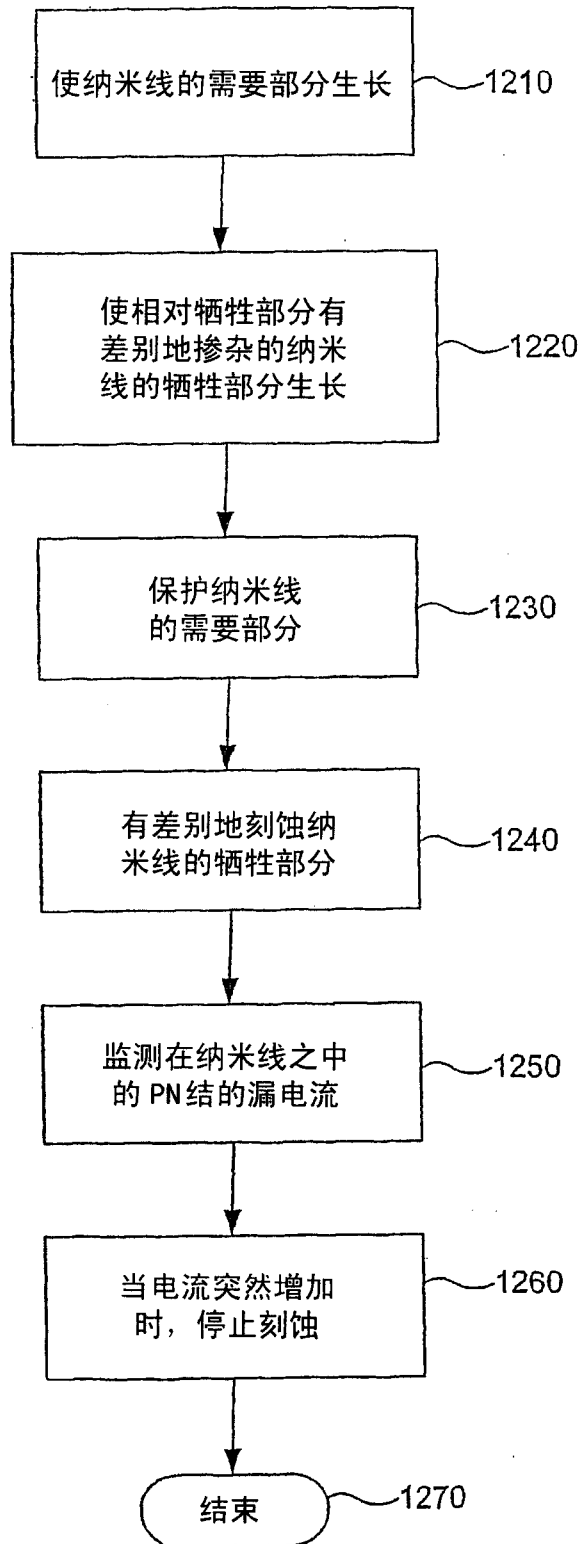 使纳米线的需要部分生长
1210
使相对牺牲部分有
差别地掺杂的纳米
线的牺牲部分生长
1220
保护纳米线
的需要部分
1230
有差别地刻蚀纳
米线的牺牲部分
1240
监测在纳米线之中
的PN结的漏电流
1250
当电流突然增加
时，停止刻蚀
1260
结束
1270